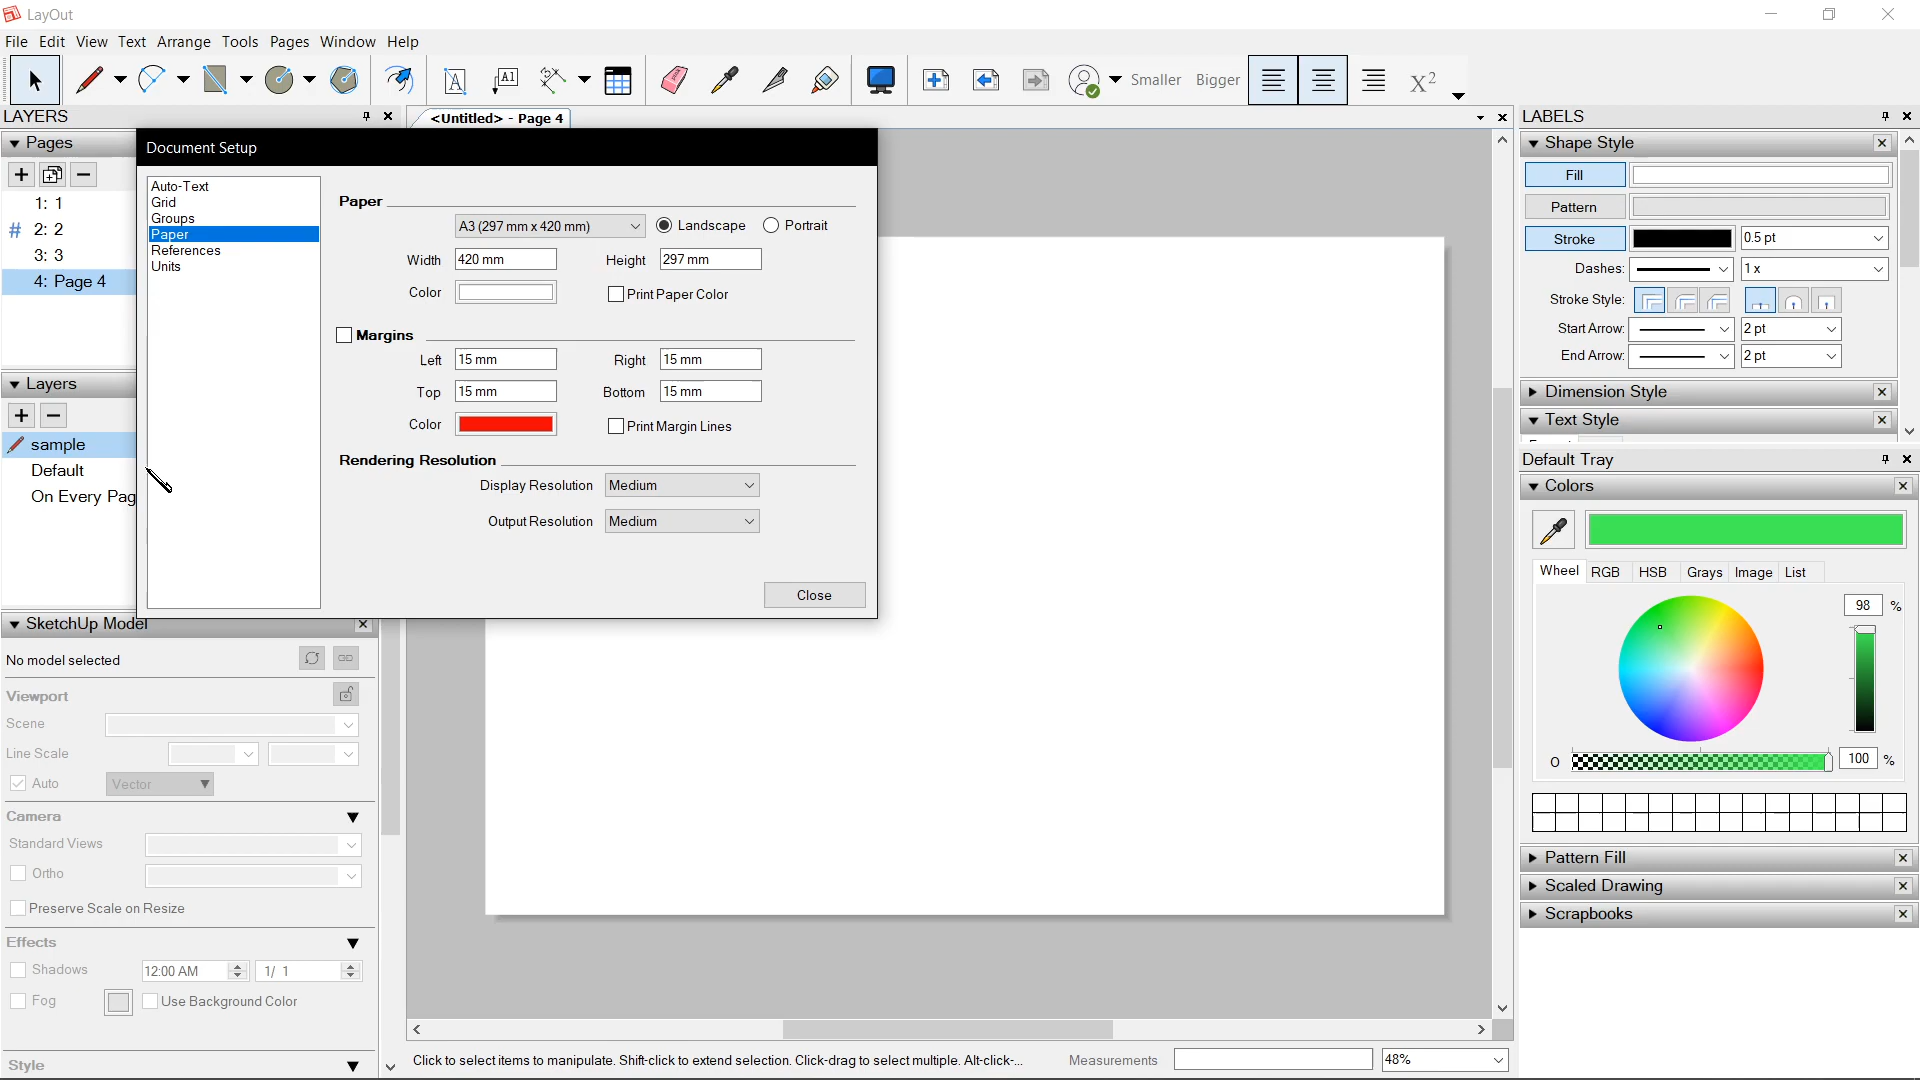 LayOut
File Edit View Text Arrange Tools Pages Window Help
A A1 Smaller Bigger X²
LAYERS
<Untitled> - Page 4
LABELS
Pages
1: 1
# 2: 2
3: 3
4: Page 4
Layers
sample
Default
On Every Pag
Document Setup
Auto-Text
Grid
Groups
Paper
References
Units
Paper
A3 (297 mm x 420 mm) Landscape Portrait
Width 420 mm Height 297 mm
Color Print Paper Color
Margins
Left 15 mm Right 15 mm
Top 15 mm Bottom 15 mm
Color Print Margin Lines
Rendering Resolution
Display Resolution Medium
Output Resolution Medium
Close
SketchUp Model
No model selected
Viewport
Scene
Line Scale
Auto Vector
Camera
Standard Views
Ortho
Preserve Scale on Resize
Effects
Shadows 12:00 AM 1/ 1
Fog Use Background Color
Style
Click to select items to manipulate. Shift-click to extend selection. Click-drag to select multiple. Alt-click-... Measurements 48%
Shape Style
Fill
Pattern
Stroke 0.5 pt
Dashes: 1 x
Stroke Style:
Start Arrow: 2 pt
End Arrow: 2 pt
Dimension Style
Text Style
Default Tray
Colors
Wheel RGB HSB Grays Image List
98 %
O 100 %
Pattern Fill
Scaled Drawing
Scrapbooks